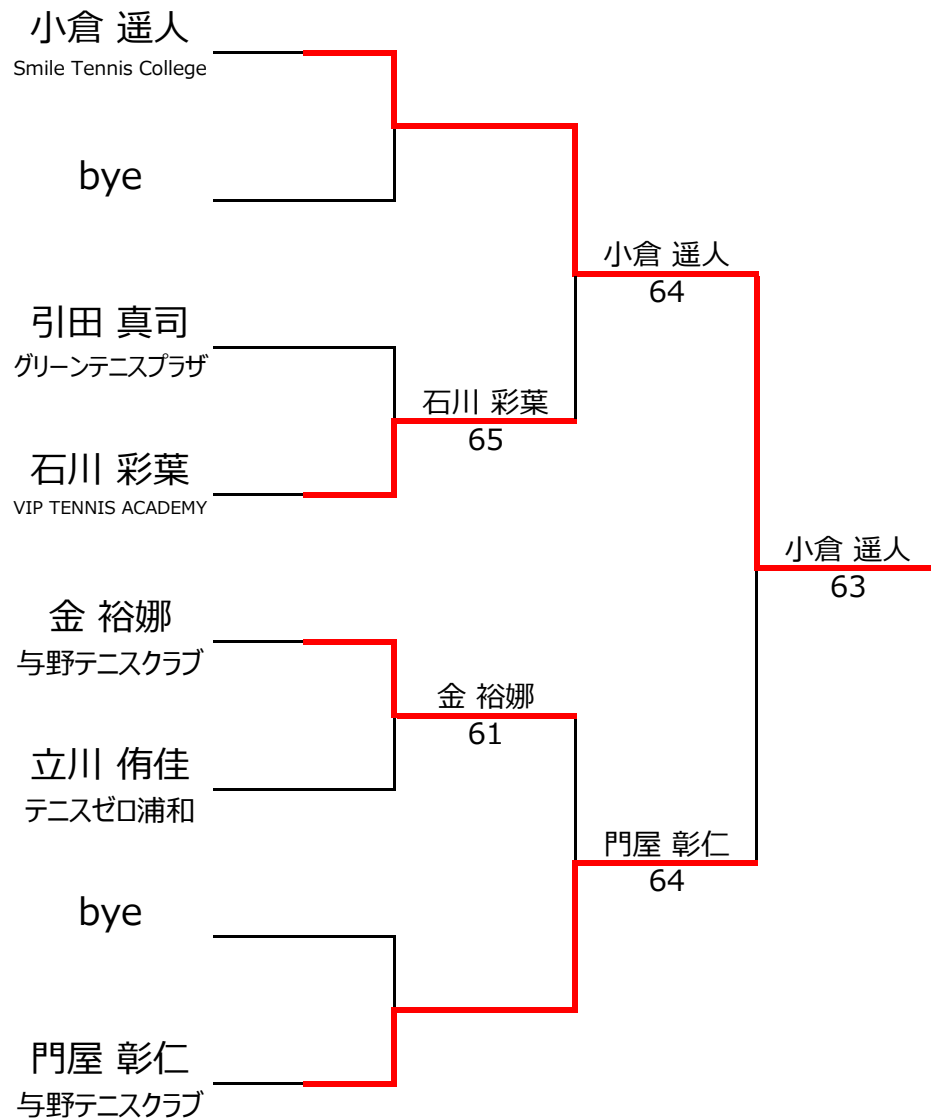 小倉 遥人
Smile Tennis College
bye
引田 真司
グリーンテニスプラザ
石川 彩葉
VIP TENNIS ACADEMY
金 裕娜
与野テニスクラブ
立川 侑佳
テニスゼロ浦和
bye
門屋 彰仁
与野テニスクラブ
石川 彩葉
65
金 裕娜
61
小倉 遥人
64
門屋 彰仁
64
小倉 遥人
63